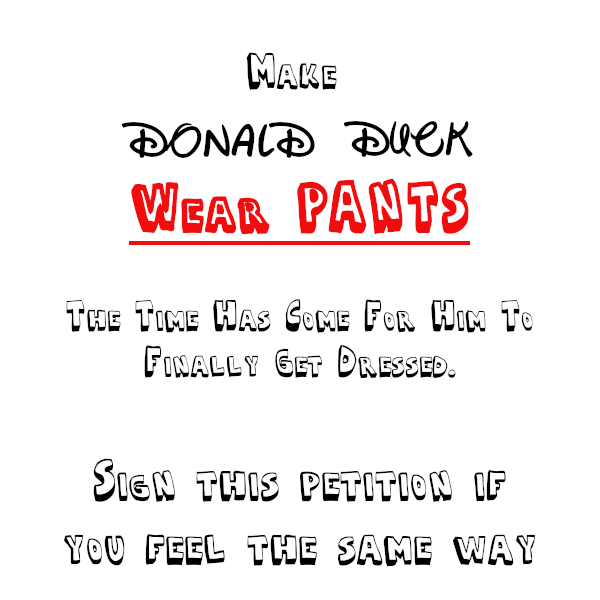 Make
DONALD DUCK
Wear PANTS
The Time Has Come For Him To
Finally Get Dressed.
Sign this petition if
you feel the same way